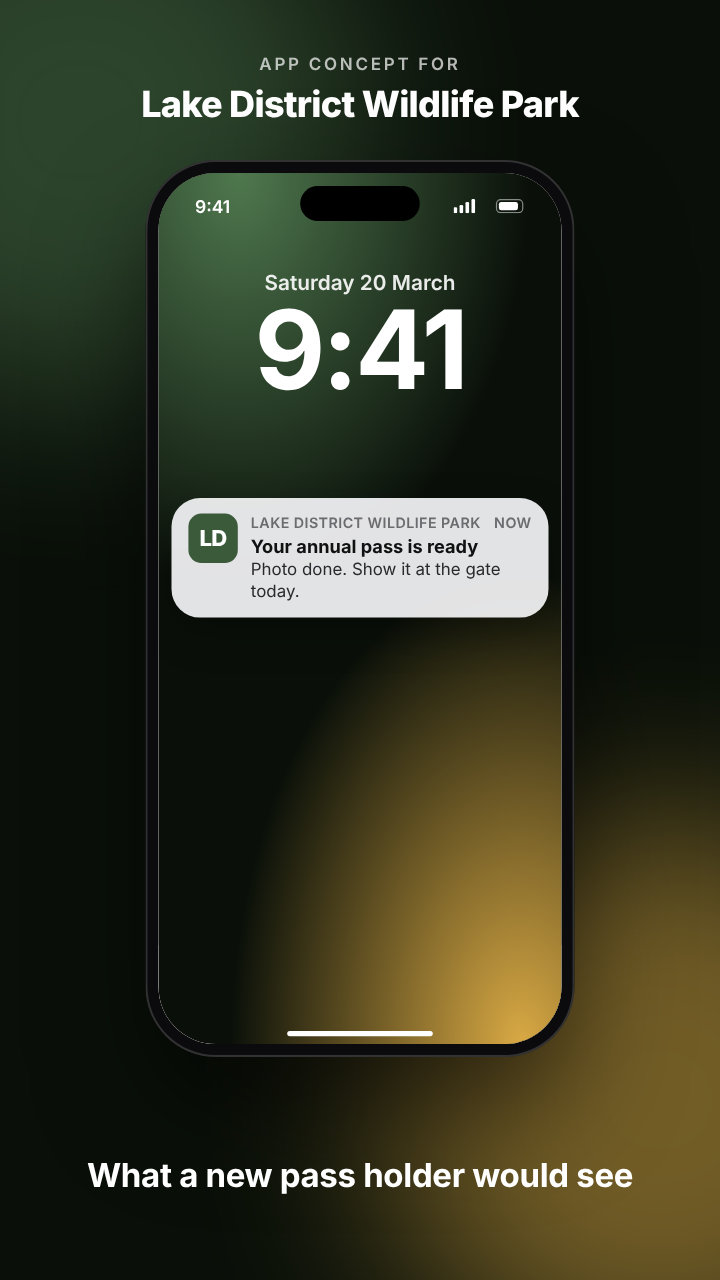 APP CONCEPT FOR
Lake District Wildlife Park
9:41
Saturday 20 March
9:41
LD
LAKE DISTRICT WILDLIFE PARK NOW
Your annual pass is ready
Photo done. Show it at the gate
today.
What a new pass holder would see